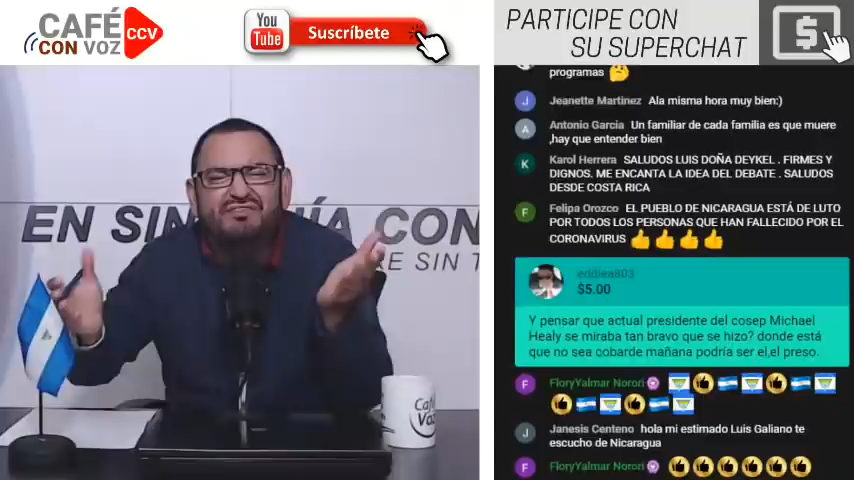 CAFÉ
CON VOZ
CCV
You
Tube
Suscríbete
PARTICIPE CON
SU SUPERCHAT
$
EN SIN ÍA CON
RE SIN T
Café
Voz
programas 🤔
J
Jeanette Martinez Ala misma hora muy bien:)
A
Antonio Garcia Un familiar de cada familia es que muere
,hay que entender bien
K
Karol Herrera SALUDOS LUIS DOÑA DEYKEL . FIRMES Y
DIGNOS. ME ENCANTA LA IDEA DEL DEBATE . SALUDOS
DESDE COSTA RICA
F
Felipa Orozco EL PUEBLO DE NICARAGUA ESTÁ DE LUTO
POR TODOS LOS PERSONAS QUE HAN FALLECIDO POR EL
CORONAVIRUS 👍👍👍👍
eddiea803
$5.00
Y pensar que actual presidente del cosep Michael
Healy se miraba tan bravo que se hizo? donde está
que no sea cobarde mañana podría ser el,el preso.
F
FloryYalmar Norori
J
Janesis Centeno hola mi estimado Luis Galiano te
escucho de Nicaragua
F
FloryYalmar Norori